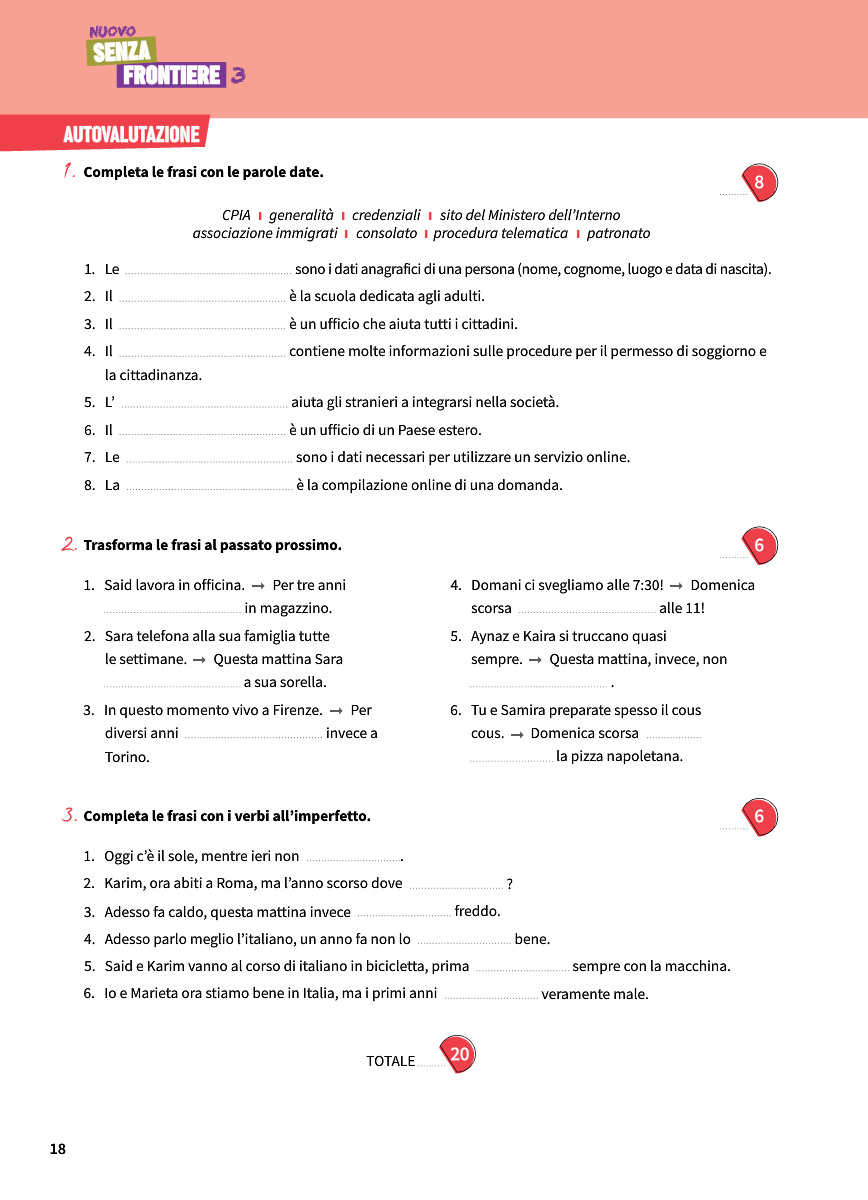 NUOVO
SENZA
FRONTIERE 3
AUTOVALUTAZIONE
1. Completa le frasi con le parole date.
.......... 8
CPIA ı generalità ı credenziali ı sito del Ministero dell'Interno
associazione immigrati ı consolato ı procedura telematica ı patronato
1. Le .......... sono i dati anagrafici di una persona (nome, cognome, luogo e data di nascita).
2. Il .......... è la scuola dedicata agli adulti.
3. Il .......... è un ufficio che aiuta tutti i cittadini.
4. Il .......... contiene molte informazioni sulle procedure per il permesso di soggiorno e
la cittadinanza.
5. L' .......... aiuta gli stranieri a integrarsi nella società.
6. Il .......... è un ufficio di un Paese estero.
7. Le .......... sono i dati necessari per utilizzare un servizio online.
8. La .......... è la compilazione online di una domanda.
2. Trasforma le frasi al passato prossimo.
.......... 6
1. Said lavora in officina. → Per tre anni
.......... in magazzino.
2. Sara telefona alla sua famiglia tutte
le settimane. → Questa mattina Sara
.......... a sua sorella.
3. In questo momento vivo a Firenze. → Per
diversi anni .......... invece a
Torino.
4. Domani ci svegliamo alle 7:30! → Domenica
scorsa .......... alle 11!
5. Aynaz e Kaira si truccano quasi
sempre. → Questa mattina, invece, non
.......... .
6. Tu e Samira preparate spesso il cous
cous. → Domenica scorsa ..........
.......... la pizza napoletana.
3. Completa le frasi con i verbi all'imperfetto.
.......... 6
1. Oggi c'è il sole, mentre ieri non .......... .
2. Karim, ora abiti a Roma, ma l'anno scorso dove .......... ?
3. Adesso fa caldo, questa mattina invece .......... freddo.
4. Adesso parlo meglio l'italiano, un anno fa non lo .......... bene.
5. Said e Karim vanno al corso di italiano in bicicletta, prima .......... sempre con la macchina.
6. Io e Marieta ora stiamo bene in Italia, ma i primi anni .......... veramente male.
TOTALE .......... 20
18